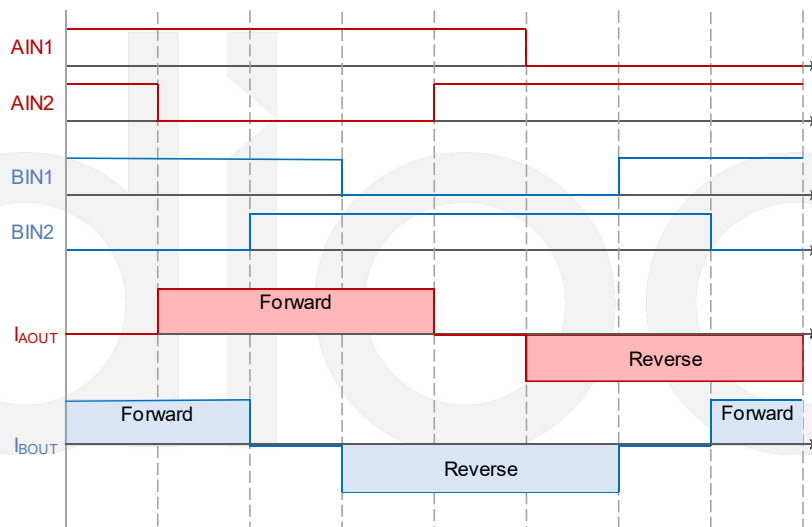 AIN1
AIN2
BIN1
BIN2
Forward
IAOUT
Reverse
Forward
Forward
IBOUT
Reverse